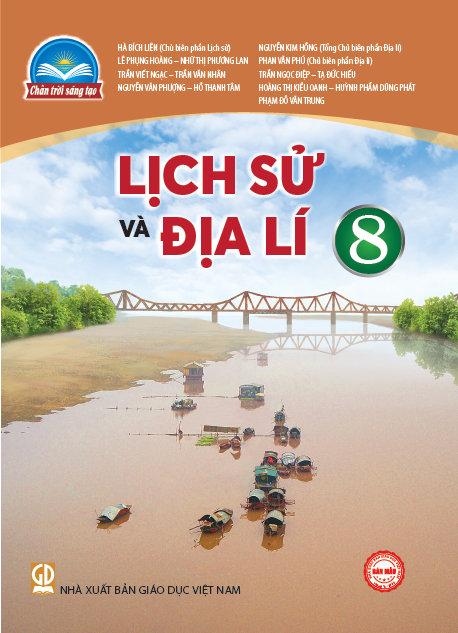 Chân trời sáng tạo
HÀ BÍCH LIÊN (Chủ biên phần Lịch sử)
LÊ PHỤNG HOÀNG – NHỮ THỊ PHƯƠNG LAN
TRẦN VIẾT NGẠC – TRẦN VĂN NHÂN
NGUYỄN VĂN PHƯỢNG – HỒ THANH TÂM
NGUYỄN KIM HỒNG (Tổng Chủ biên phần Địa lí)
PHAN VĂN PHÚ (Chủ biên phần Địa lí)
TRẦN NGỌC ĐIỆP – TẠ ĐỨC HIẾU
HOÀNG THỊ KIỀU OANH – HUỲNH PHẨM DŨNG PHÁT
PHẠM ĐỖ VĂN TRUNG
LỊCH SỬ
VÀ ĐỊA LÍ 8
BẢN MẪU
GD
NHÀ XUẤT BẢN GIÁO DỤC VIỆT NAM